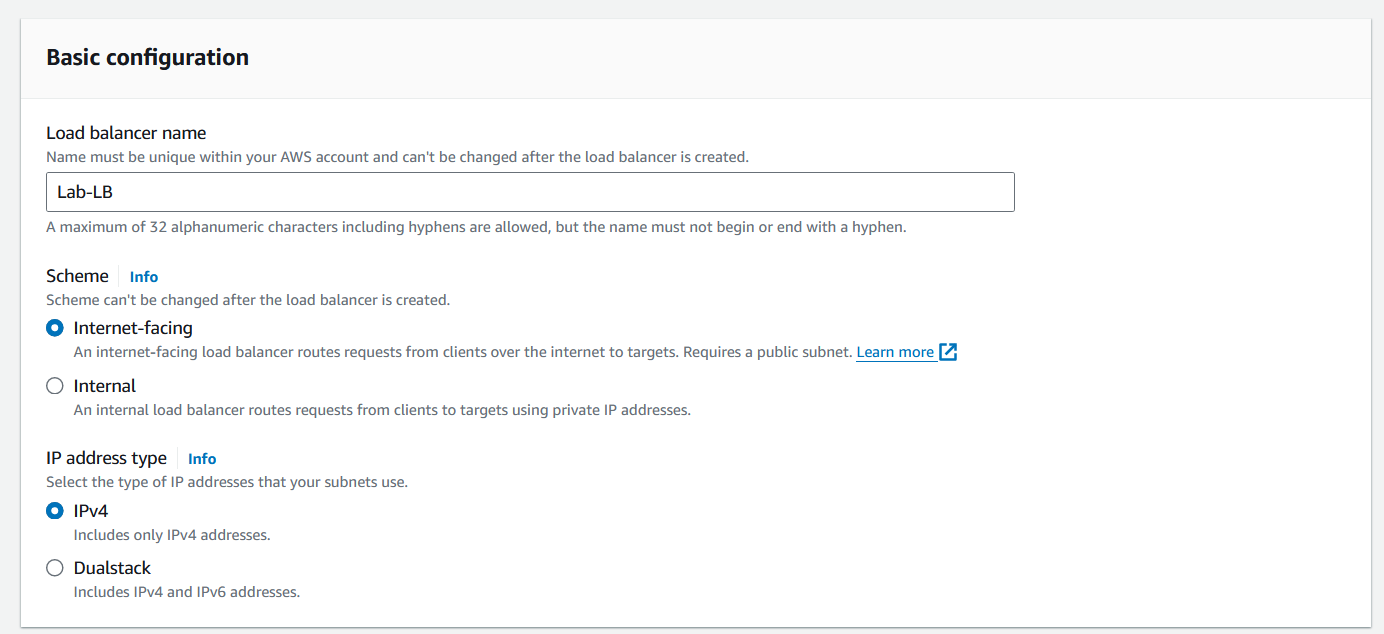 Basic configuration
Load balancer name
Name must be unique within your AWS account and can't be changed after the load balancer is created.
Lab-LB
A maximum of 32 alphanumeric characters including hyphens are allowed, but the name must not begin or end with a hyphen.
Scheme Info
Scheme can't be changed after the load balancer is created.
Internet-facing
An internet-facing load balancer routes requests from clients over the internet to targets. Requires a public subnet. Learn more
Internal
An internal load balancer routes requests from clients to targets using private IP addresses.
IP address type Info
Select the type of IP addresses that your subnets use.
IPv4
Includes only IPv4 addresses.
Dualstack
Includes IPv4 and IPv6 addresses.